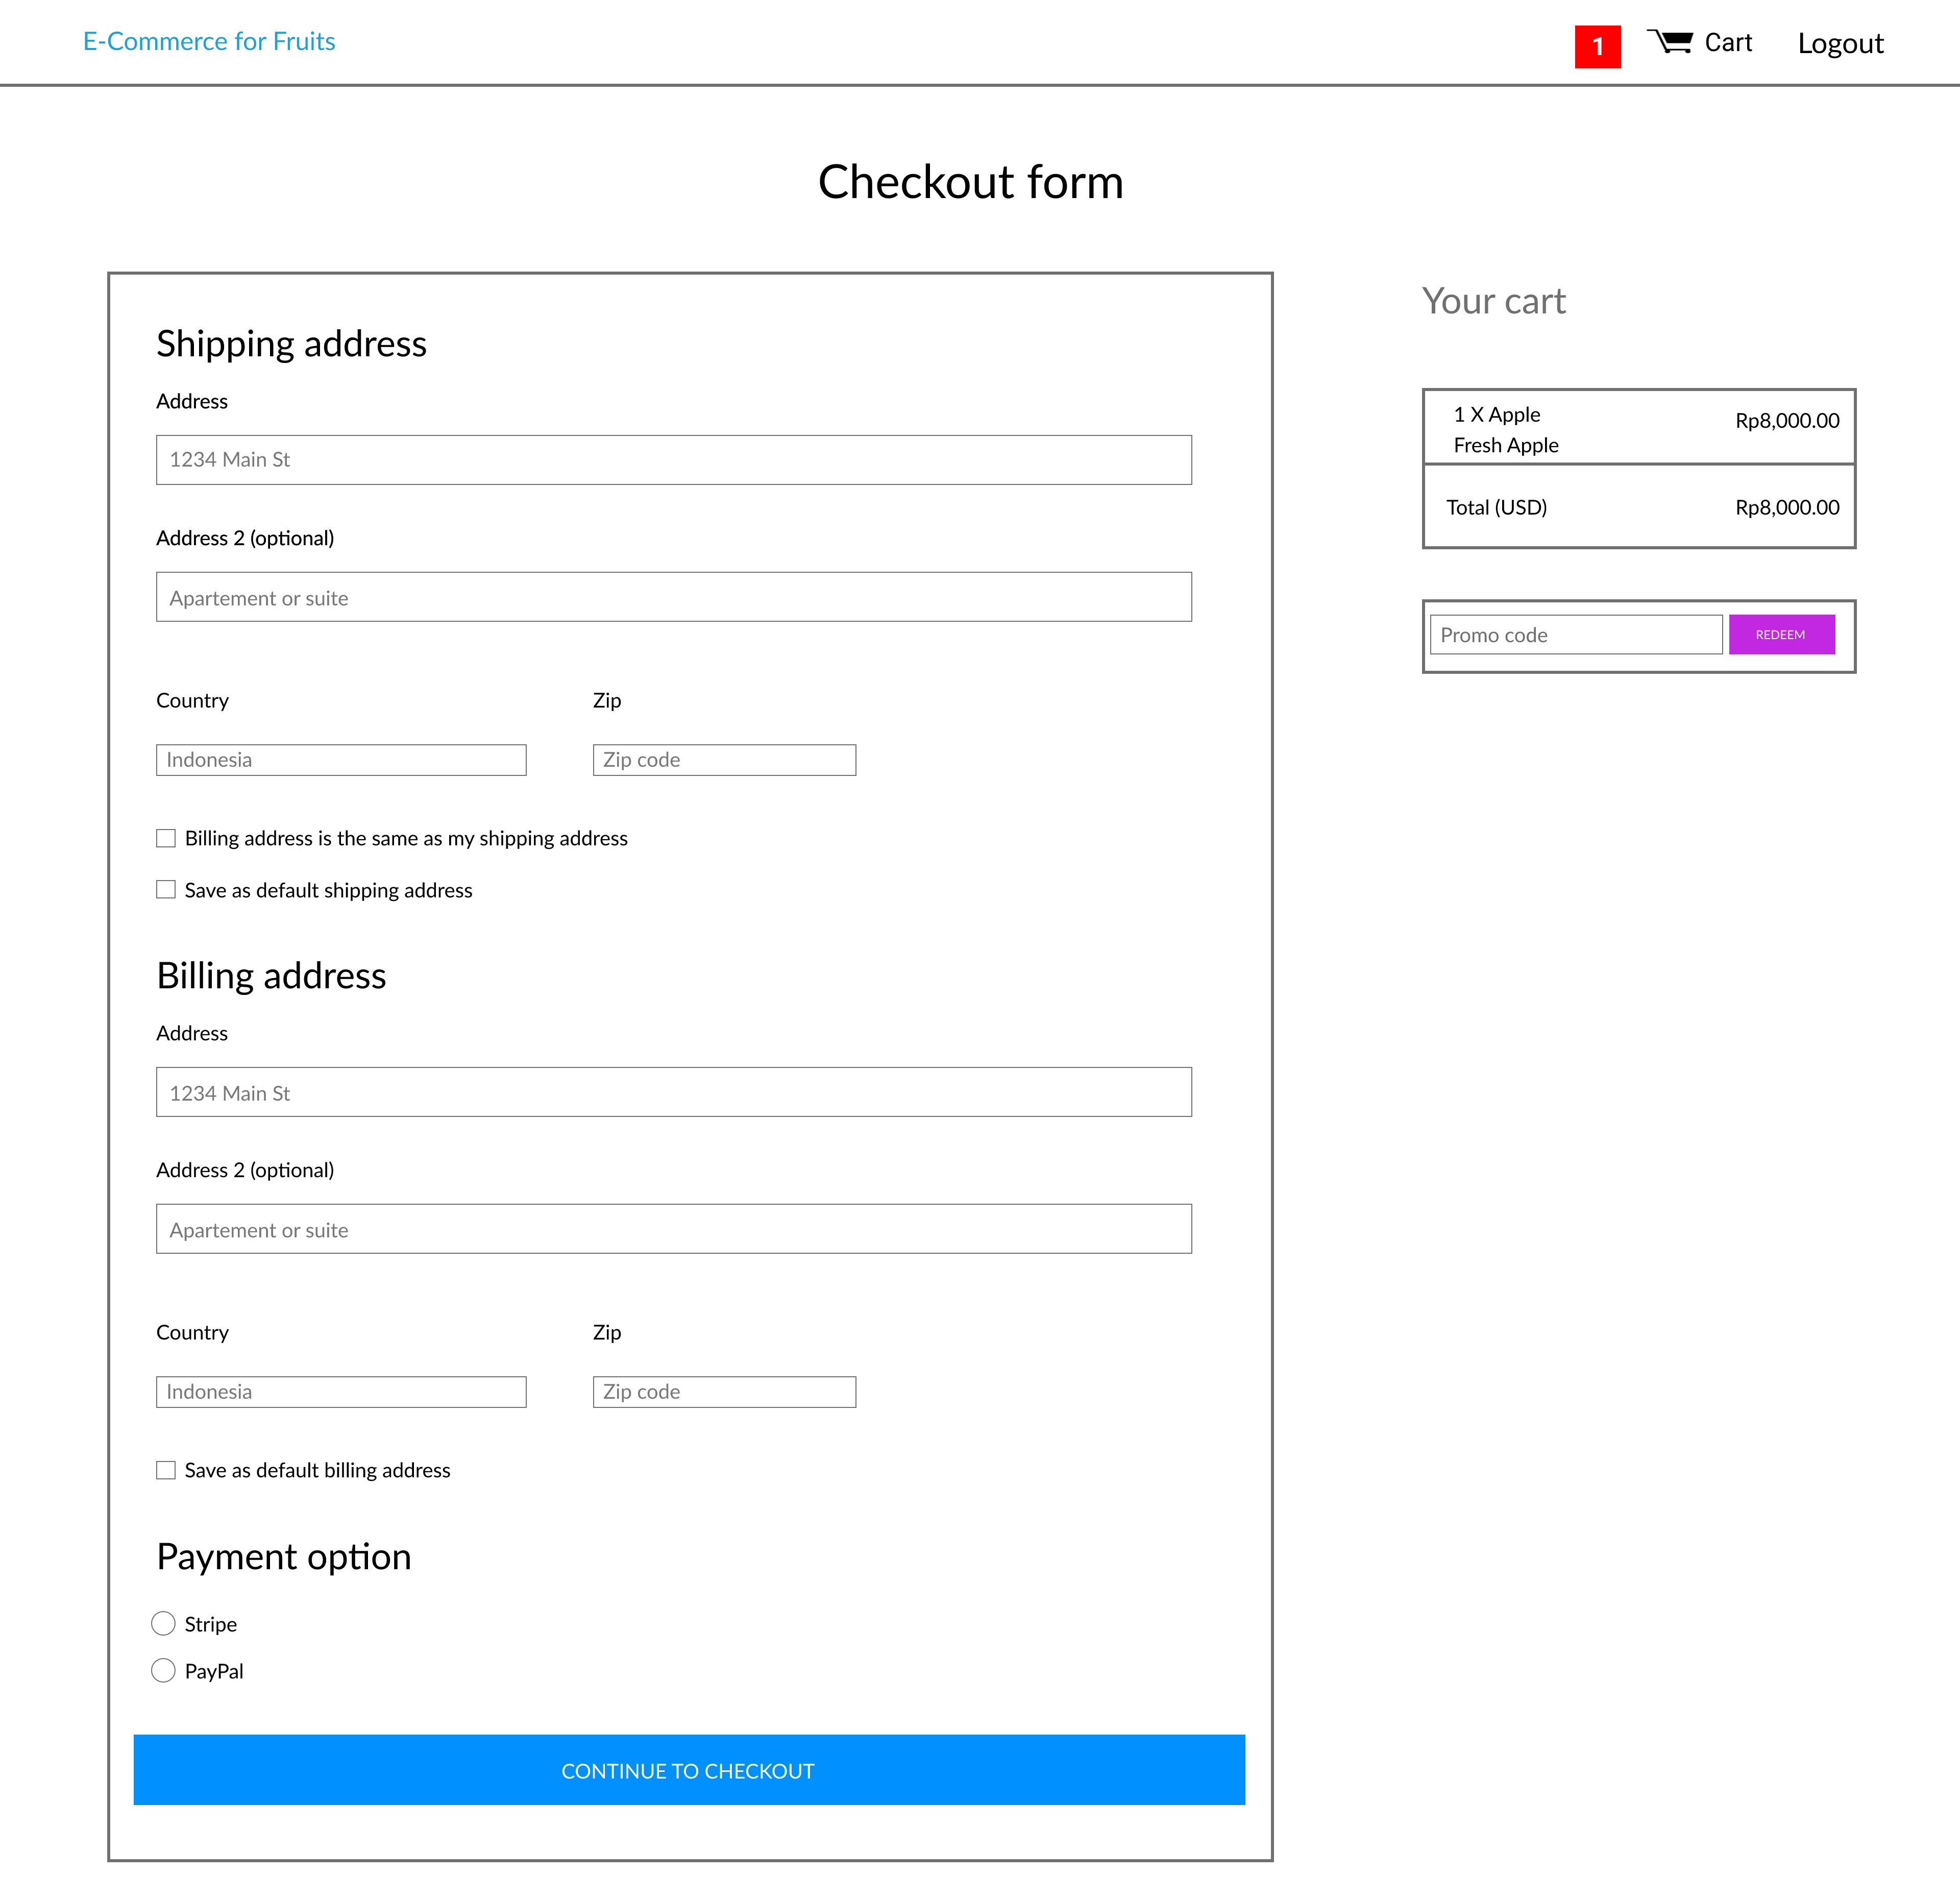 E-Commerce for Fruits
1
Cart
Logout
Checkout form
Shipping address
Address
1234 Main St
Address 2 (optional)
Apartement or suite
Country
Zip
Indonesia
Zip code
Billing address is the same as my shipping address
Save as default shipping address
Billing address
Address
1234 Main St
Address 2 (optional)
Apartement or suite
Country
Zip
Indonesia
Zip code
Save as default billing address
Payment option
Stripe
PayPal
CONTINUE TO CHECKOUT
Your cart
1 X Apple
Rp8,000.00
Fresh Apple
Total (USD)
Rp8,000.00
Promo code
REDEEM